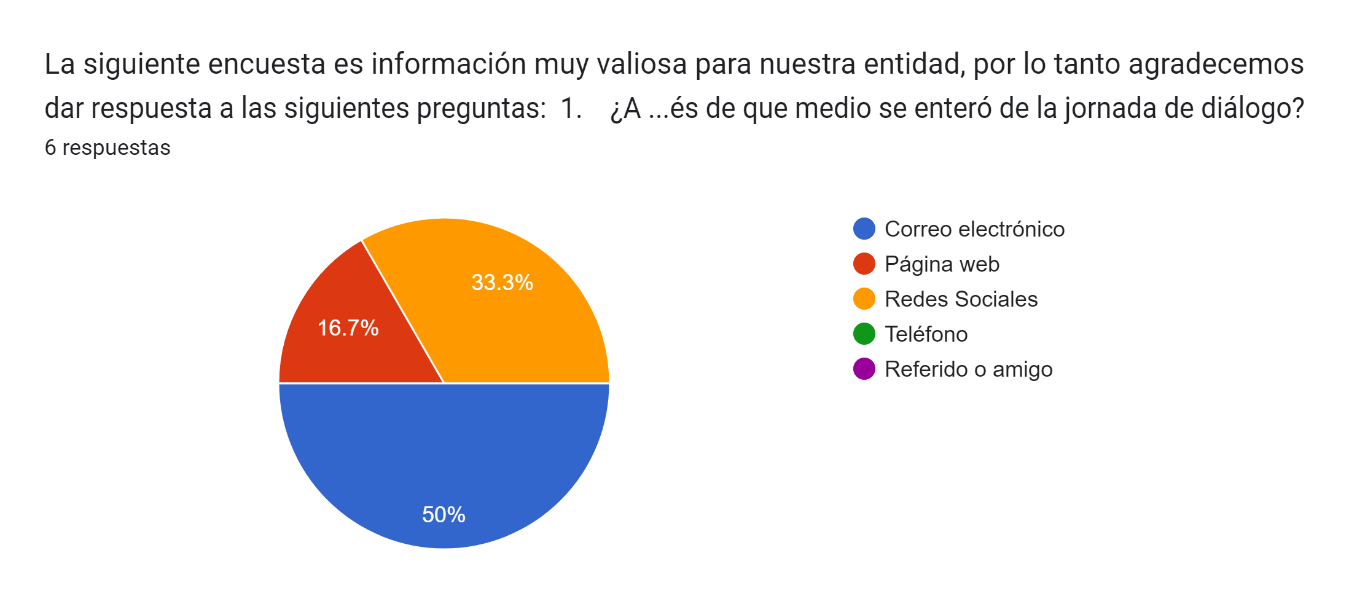 La siguiente encuesta es información muy valiosa para nuestra entidad, por lo tanto agradecemos
dar respuesta a las siguientes preguntas:  1.    ¿A ...és de que medio se enteró de la jornada de diálogo?
6 respuestas
33.3%
16.7%
50%
Correo electrónico
Página web
Redes Sociales
Teléfono
Referido o amigo